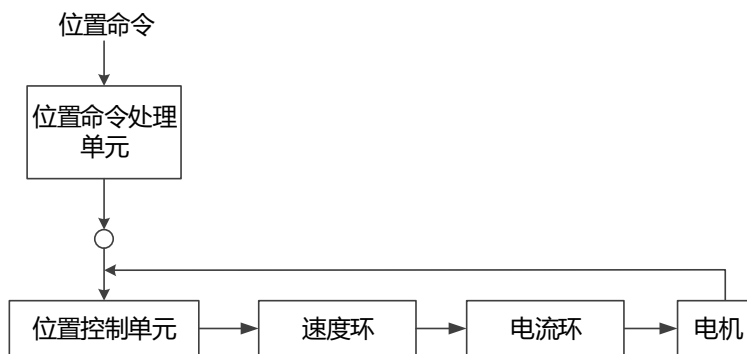 位置命令
位置命令处理
单元
位置控制单元
速度环
电流环
电机